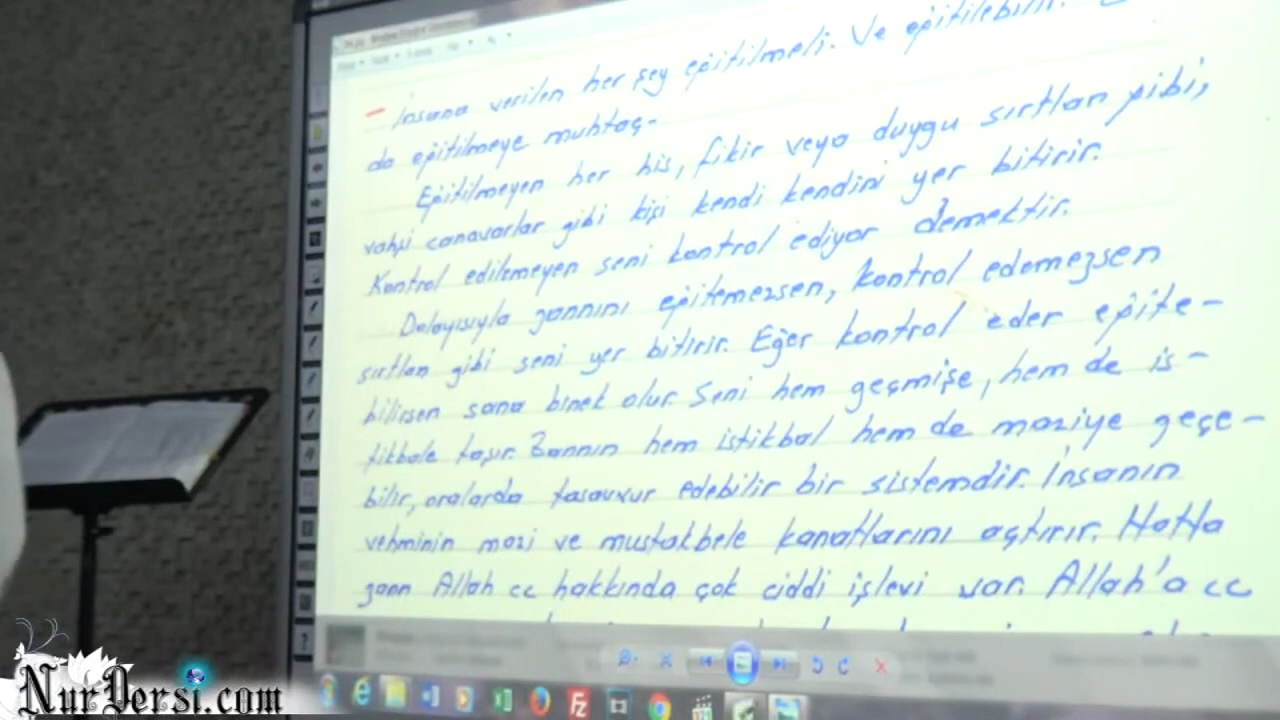 - İnsana verilen her şey eğitilmeli. Ve eğitilebilir.
da eğitilmeye muhtaç.
Eğitilmeyen her his, fikir veya duygu sırtlan gibi,
vahşi canavarlar gibi kişi kendi kendini yer bitirir.
Kontrol edilemeyen seni kontrol ediyor demektir.
Dolayısıyla zannını eğitemezsen, kontrol edemezsen
sırtlan gibi seni yer bitirir. Eğer kontrol eder eğite-
bilirsen sana binek olur. Seni hem geçmişe, hem de is-
tikbale taşır. Zannın hem istikbal hem de maziye geçe-
bilir, oralarda tasavvur edebilir bir sistemdir. İnsanın
vehminin mazi ve mustakbele kanatlarını açtırır. Hatta
zann Allah cc hakkında çok ciddi işlevi var. Allah'a cc
NurDersi.com